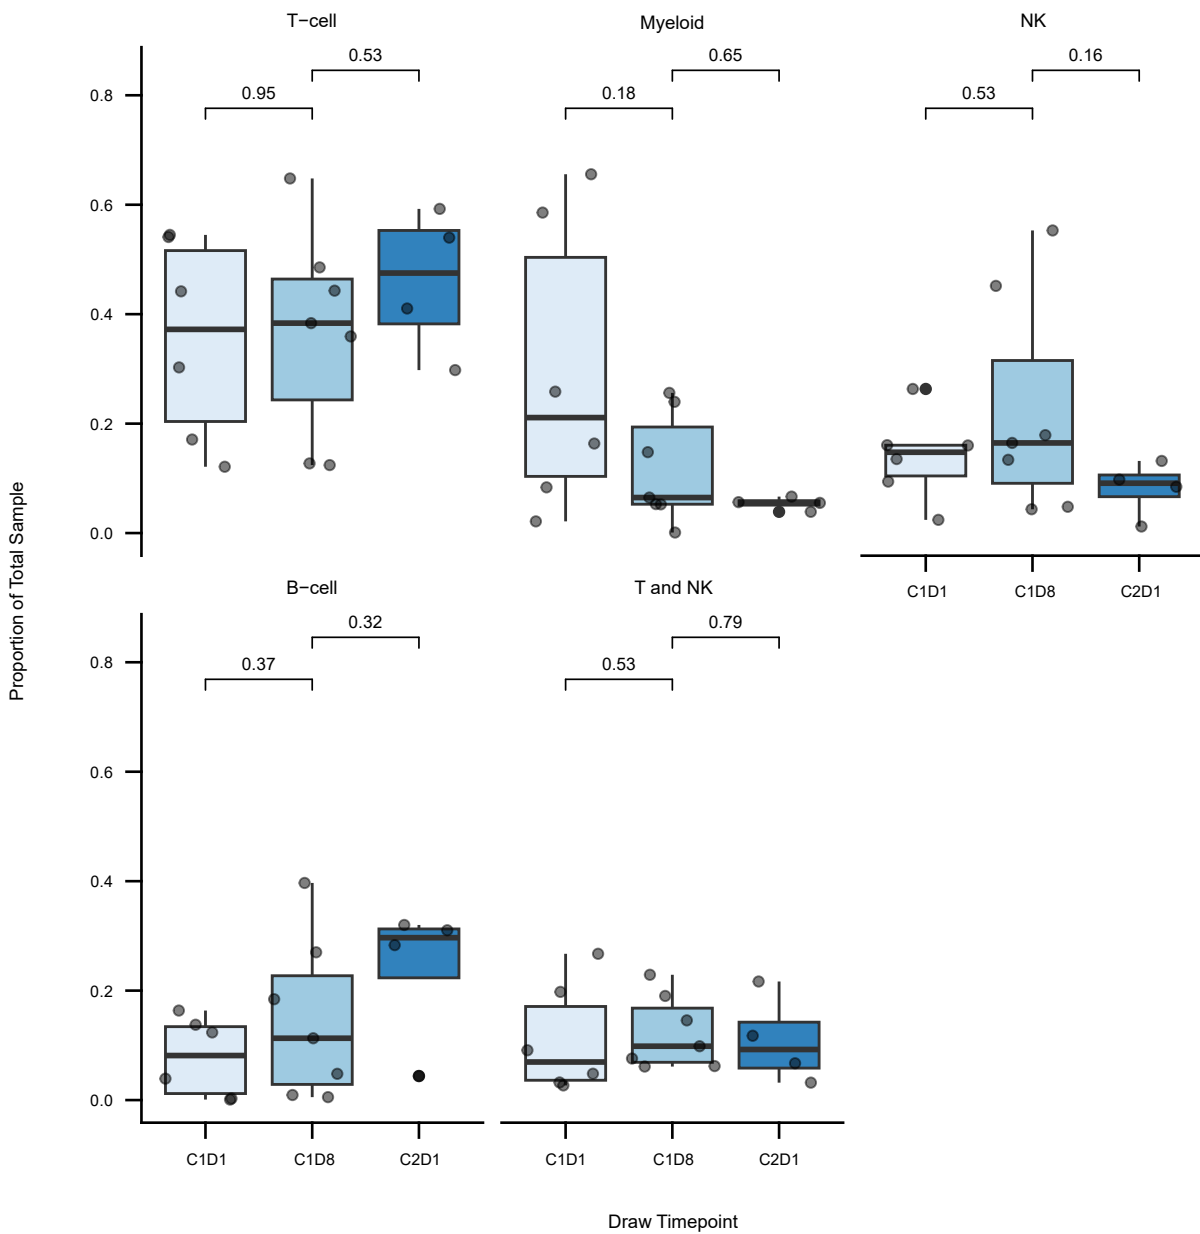 T−cell
Myeloid
NK
0.53
0.65
0.16
0.95
0.18
0.53
0.8
0.6
0.4
0.2
0.0
C1D1
C1D8
C2D1
Proportion of Total Sample
B−cell
T and NK
0.32
0.79
0.37
0.53
0.8
0.6
0.4
0.2
0.0
C1D1
C1D8
C2D1
C1D1
C1D8
C2D1
Draw Timepoint